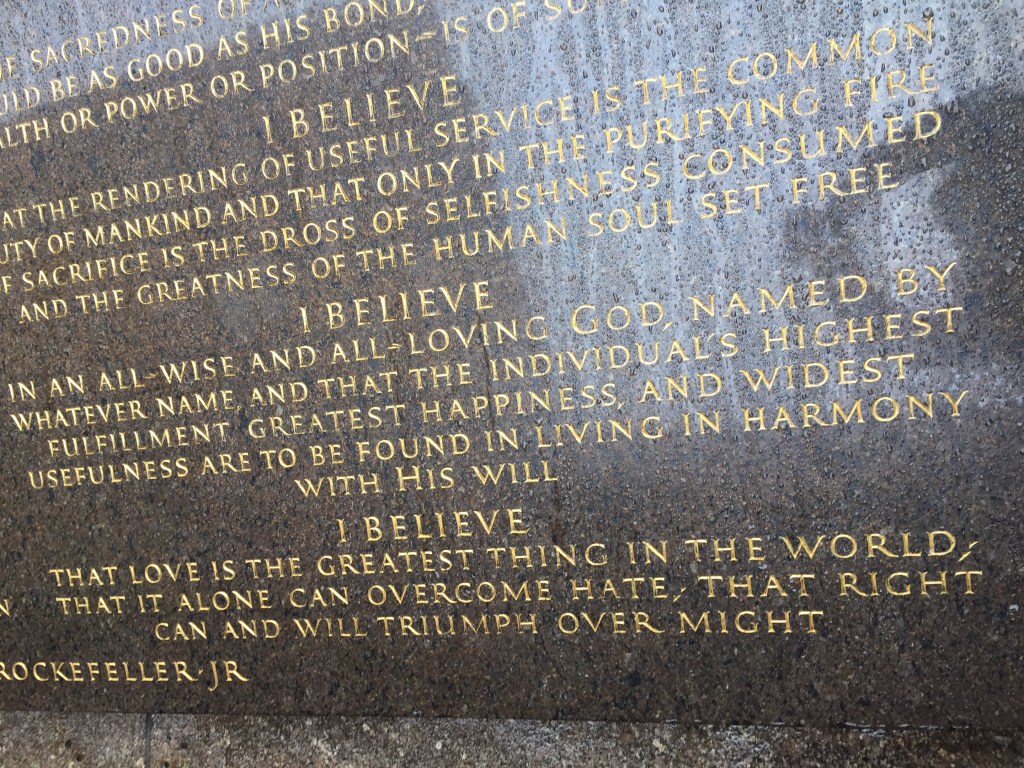 SACREDNESS OF A
BE AS GOOD AS HIS BOND,
OR POWER OR POSITION—IS OF
I BELIEVE
THE RENDERING OF USEFUL SERVICE IS THE COMMON
OF MANKIND AND THAT ONLY IN THE PURIFYING FIRE
SACRIFICE IS THE DROSS OF SELFISHNESS CONSUMED
AND THE GREATNESS OF THE HUMAN SOUL SET FREE
I BELIEVE
IN AN ALL-WISE AND ALL-LOVING GOD, NAMED BY
WHATEVER NAME, AND THAT THE INDIVIDUAL'S HIGHEST
FULFILLMENT GREATEST HAPPINESS, AND WIDEST
USEFULNESS ARE TO BE FOUND IN LIVING IN HARMONY
WITH HIS WILL
I BELIEVE
THAT LOVE IS THE GREATEST THING IN THE WORLD;
THAT IT ALONE CAN OVERCOME HATE; THAT RIGHT
CAN AND WILL TRIUMPH OVER MIGHT
ROCKEFELLER·JR